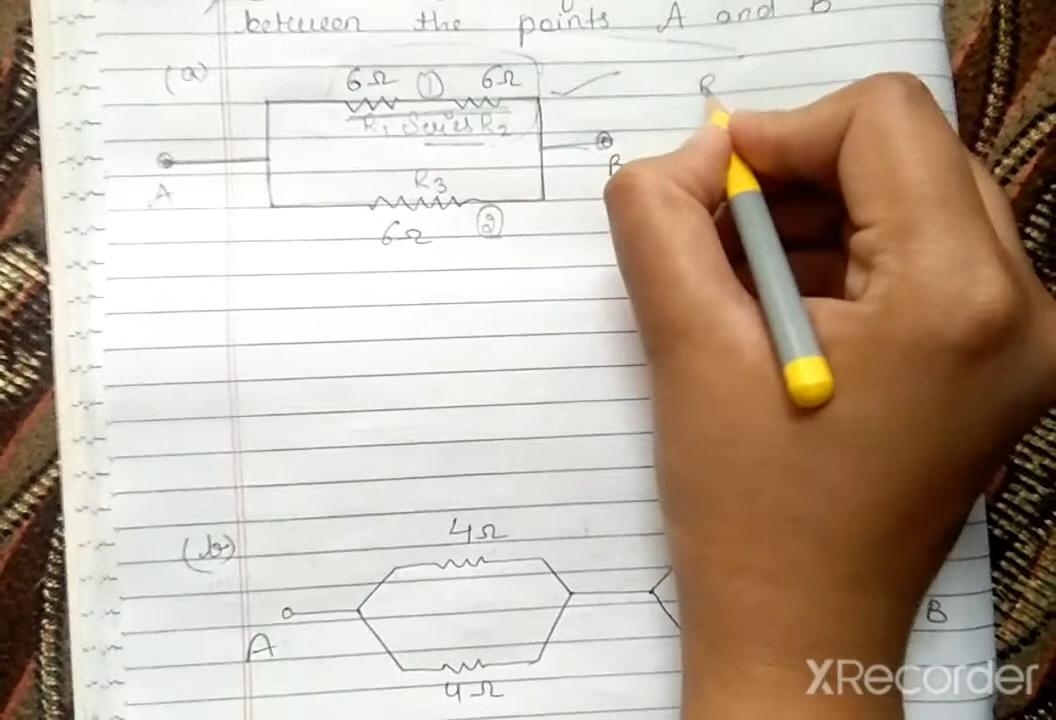 between the points A and B
(a)
6Ω ① 6Ω
R1 Series R2
A
B
R3
6Ω ②
R
(b)
4Ω
A
B
4Ω
XRecorder